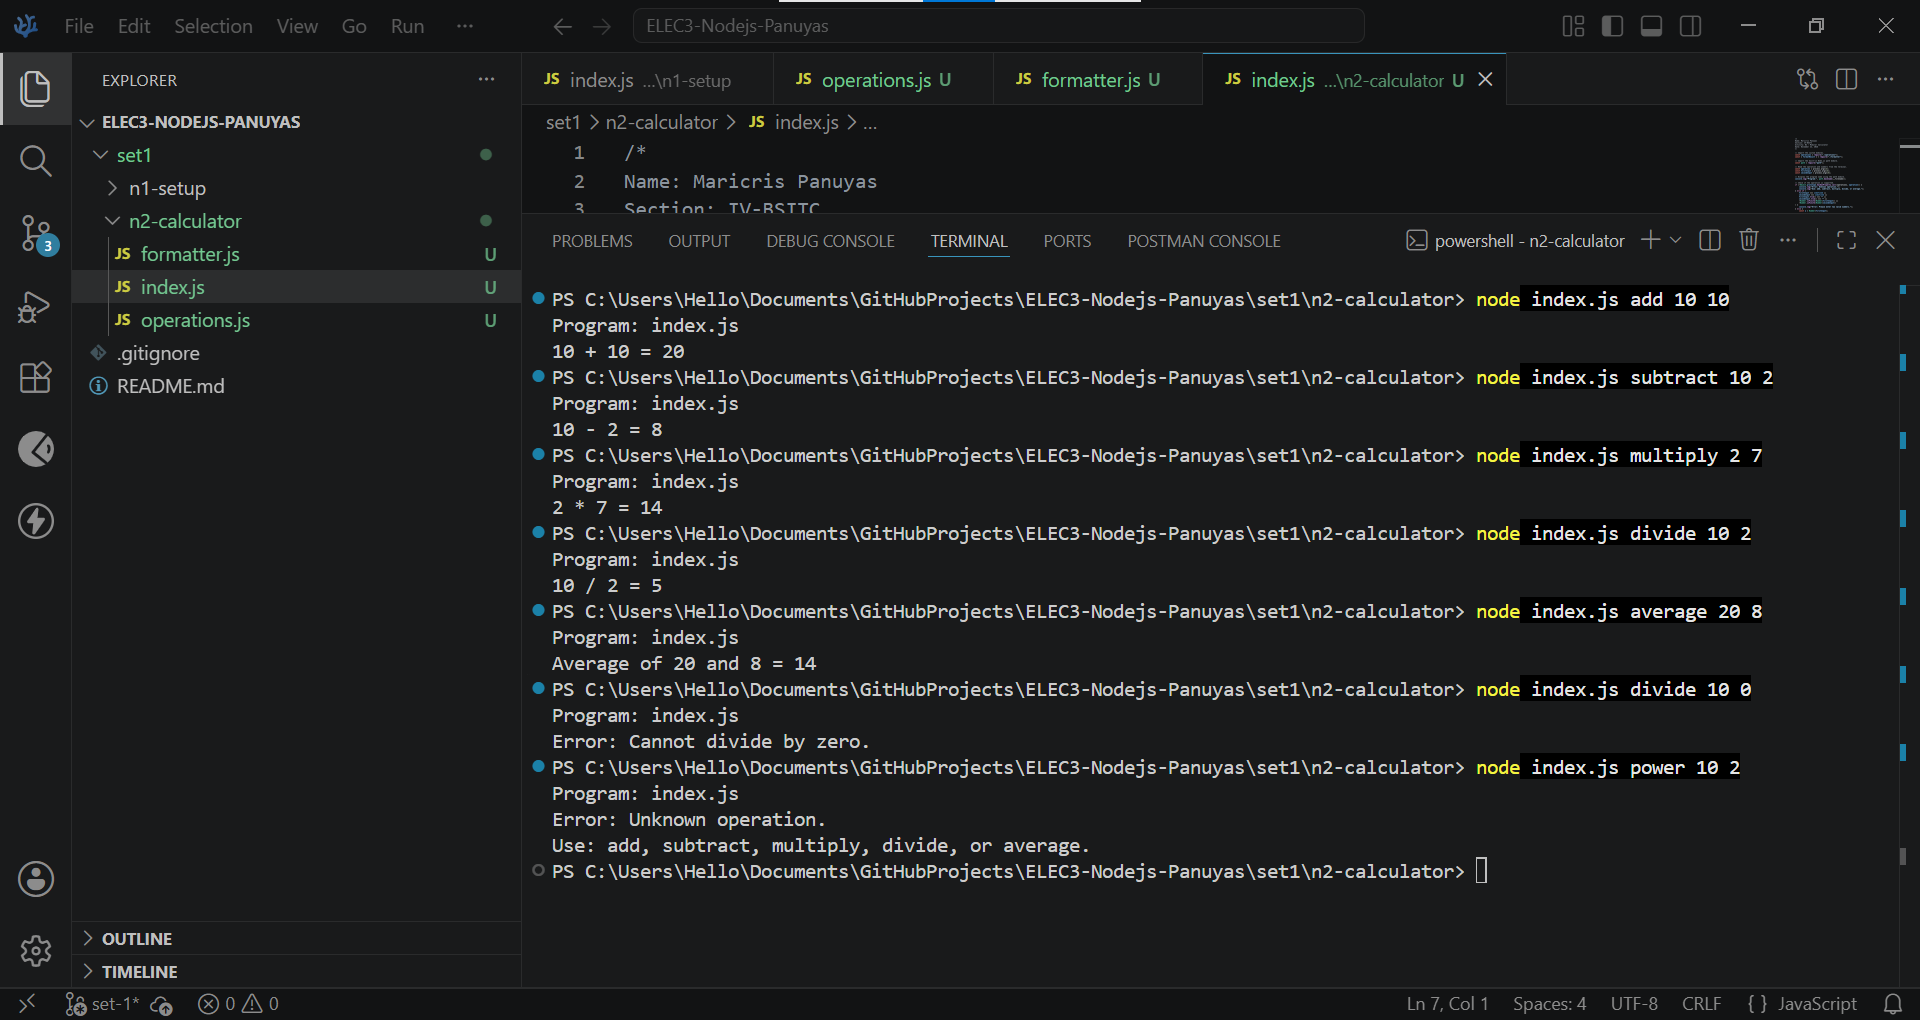 File Edit Selection View Go Run ···
ELEC3-Nodejs-Panuyas
EXPLORER ···
ELEC3-NODEJS-PANUYAS
set1
n1-setup
n2-calculator
JS formatter.js U
JS index.js U
JS operations.js U
.gitignore
README.md
OUTLINE
TIMELINE
3
JS index.js ...\n1-setup
JS operations.js U
JS formatter.js U
JS index.js ...\n2-calculator U
set1 > n2-calculator > JS index.js > ...
1 /*
2 Name: Maricris Panuyas
3 Section: IV-BSITC
PROBLEMS OUTPUT DEBUG CONSOLE TERMINAL PORTS POSTMAN CONSOLE
powershell - n2-calculator
PS C:\Users\Hello\Documents\GitHubProjects\ELEC3-Nodejs-Panuyas\set1\n2-calculator> node index.js add 10 10
Program: index.js
10 + 10 = 20
PS C:\Users\Hello\Documents\GitHubProjects\ELEC3-Nodejs-Panuyas\set1\n2-calculator> node index.js subtract 10 2
Program: index.js
10 - 2 = 8
PS C:\Users\Hello\Documents\GitHubProjects\ELEC3-Nodejs-Panuyas\set1\n2-calculator> node index.js multiply 2 7
Program: index.js
2 * 7 = 14
PS C:\Users\Hello\Documents\GitHubProjects\ELEC3-Nodejs-Panuyas\set1\n2-calculator> node index.js divide 10 2
Program: index.js
10 / 2 = 5
PS C:\Users\Hello\Documents\GitHubProjects\ELEC3-Nodejs-Panuyas\set1\n2-calculator> node index.js average 20 8
Program: index.js
Average of 20 and 8 = 14
PS C:\Users\Hello\Documents\GitHubProjects\ELEC3-Nodejs-Panuyas\set1\n2-calculator> node index.js divide 10 0
Program: index.js
Error: Cannot divide by zero.
PS C:\Users\Hello\Documents\GitHubProjects\ELEC3-Nodejs-Panuyas\set1\n2-calculator> node index.js power 10 2
Program: index.js
Error: Unknown operation.
Use: add, subtract, multiply, divide, or average.
PS C:\Users\Hello\Documents\GitHubProjects\ELEC3-Nodejs-Panuyas\set1\n2-calculator>
set-1* 0 0
Ln 7, Col 1 Spaces: 4 UTF-8 CRLF { } JavaScript